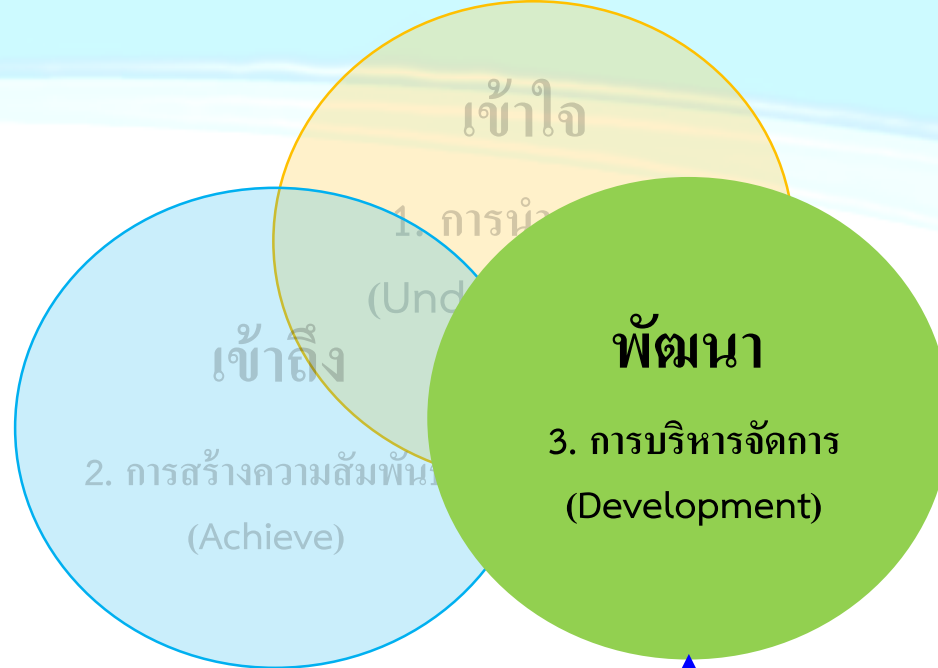 เข้าใจ
1. การนำ
(Und
เข้าถึง
2. การสร้างความสัมพัน
(Achieve)
พัฒนา
3. การบริหารจัดการ
(Development)